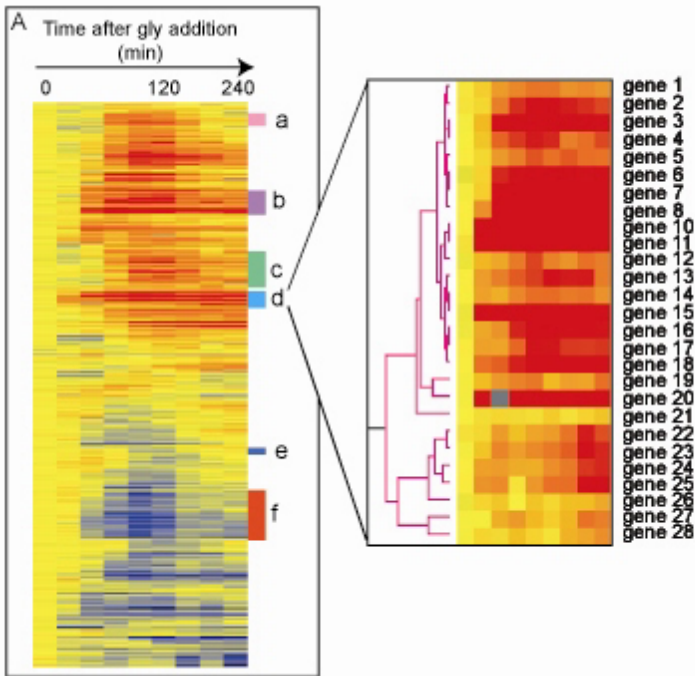 A
Time after gly addition
(min)
0 120 240
a
b
c
d
e
f
gene 1
gene 2
gene 3
gene 4
gene 5
gene 6
gene 7
gene 8
gene 10
gene 11
gene 12
gene 13
gene 14
gene 15
gene 16
gene 17
gene 18
gene 19
gene 20
gene 21
gene 22
gene 23
gene 24
gene 25
gene 26
gene 27
gene 28